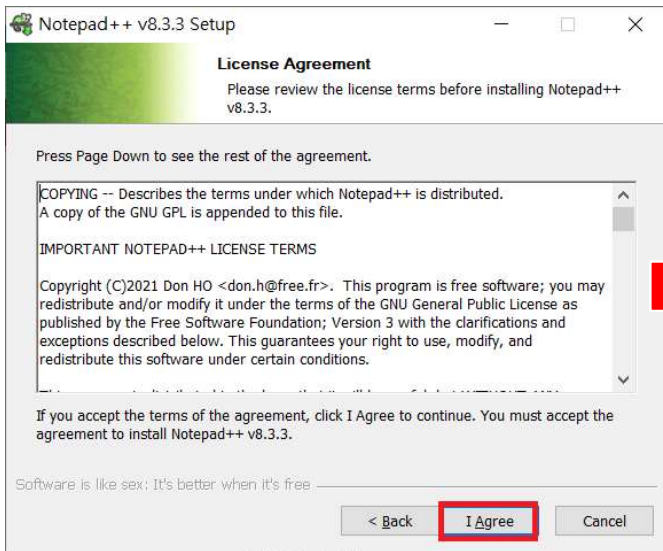 Notepad++ v8.3.3 Setup
License Agreement
Please review the license terms before installing Notepad++
v8.3.3.
Press Page Down to see the rest of the agreement.
COPYING -- Describes the terms under which Notepad++ is distributed.
A copy of the GNU GPL is appended to this file.
IMPORTANT NOTEPAD++ LICENSE TERMS
Copyright (C)2021 Don HO <don.h@free.fr>. This program is free software; you may
redistribute and/or modify it under the terms of the GNU General Public License as
published by the Free Software Foundation; Version 3 with the clarifications and
exceptions described below. This guarantees your right to use, modify, and
redistribute this software under certain conditions.
If you accept the terms of the agreement, click I Agree to continue. You must accept the
agreement to install Notepad++ v8.3.3.
Software is like sex: It's better when it's free
< Back
I Agree
Cancel